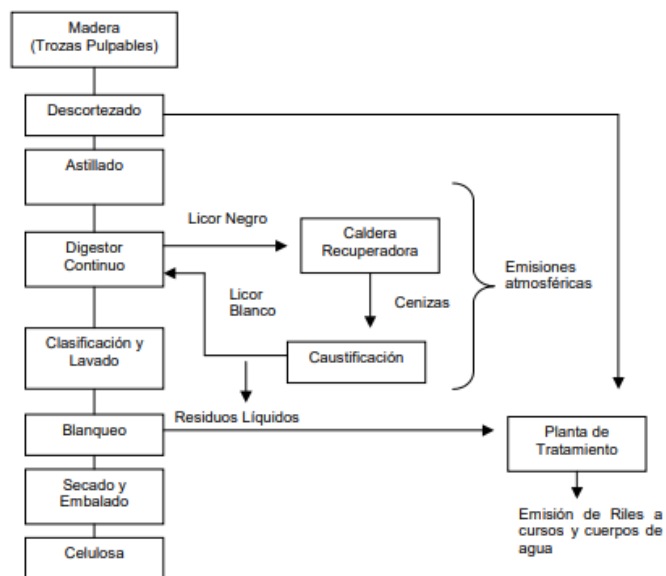 Madera
(Trozas Pulpables)
Descortezado
Astillado
Licor Negro
Caldera
Recuperadora
Digestor
Continuo
Emisiones
atmosféricas
Licor
Blanco
Cenizas
Clasificación y
Lavado
Caustificación
Residuos Líquidos
Blanqueo
Planta de
Tratamiento
Secado y
Embalado
Emisión de Riles a
cursos y cuerpos de
agua
Celulosa